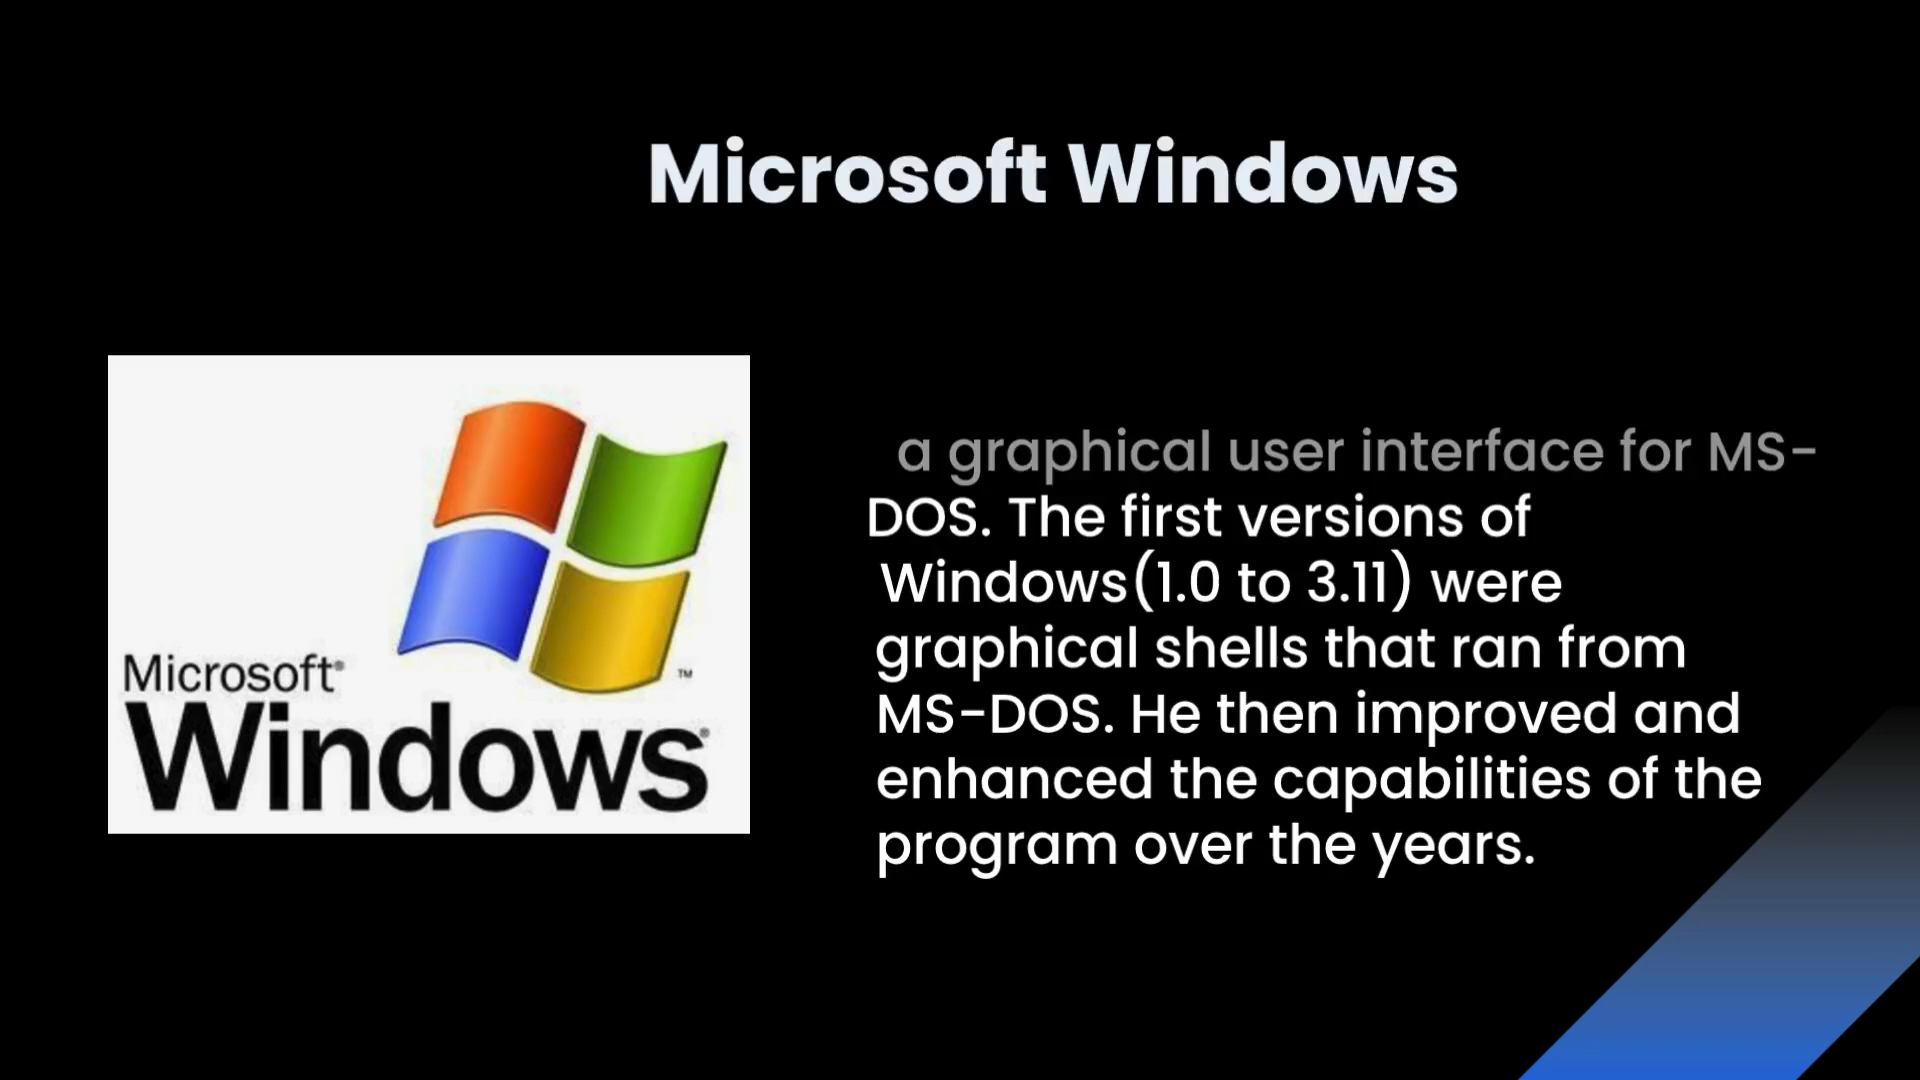 Microsoft Windows
Microsoft®
Windows®
™
a graphical user interface for MS-
DOS. The first versions of
Windows(1.0 to 3.11) were
graphical shells that ran from
MS-DOS. He then improved and
enhanced the capabilities of the
program over the years.